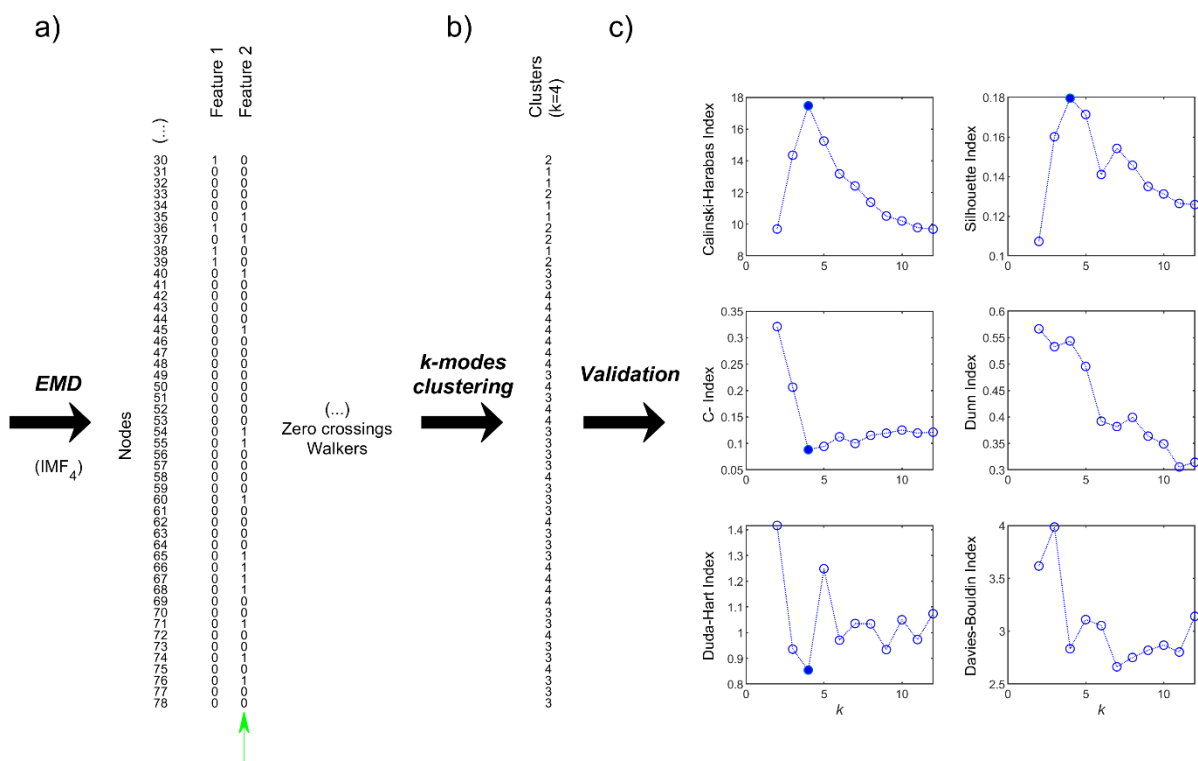 a)
b)
c)
(...)
Feature 1
Feature 2
Clusters
(k=4)
30 1 0 2
31 0 0 1
32 0 0 1
33 0 0 2
34 0 0 1
35 0 1 1
36 1 0 2
37 0 1 2
38 1 0 1
39 1 0 2
40 0 1 3
41 0 0 3
42 0 0 4
43 0 0 4
44 0 0 4
45 0 1 4
46 0 0 4
47 0 0 4
48 0 0 4
49 0 0 3
50 0 0 4
51 0 0 3
52 0 0 4
53 0 0 4
54 0 1 3
55 0 1 3
56 0 0 3
57 0 0 3
58 0 0 4
59 0 0 3
60 0 1 3
61 0 0 3
62 0 0 4
63 0 0 3
64 0 0 3
65 0 1 3
66 0 1 4
67 0 1 4
68 0 1 4
69 0 0 4
70 0 0 3
71 0 1 3
72 0 0 4
73 0 0 3
74 0 1 3
75 0 0 4
76 0 1 3
77 0 0 3
78 0 0 3
EMD
(IMF4)
Nodes
(...)
Zero crossings
Walkers
k-modes
clustering
Validation
Calinski-Harabas Index
18
16
14
12
10
8
0 5 10
Silhouette Index
0.18
0.16
0.14
0.12
0.1
0 5 10
C- Index
0.35
0.3
0.25
0.2
0.15
0.1
0.05
0 5 10
Dunn Index
0.6
0.55
0.5
0.45
0.4
0.35
0.3
0 5 10
Duda-Hart Index
1.4
1.3
1.2
1.1
1
0.9
0.8
0 5 10
k
Davies-Bouldin Index
4
3.5
3
2.5
0 5 10
k